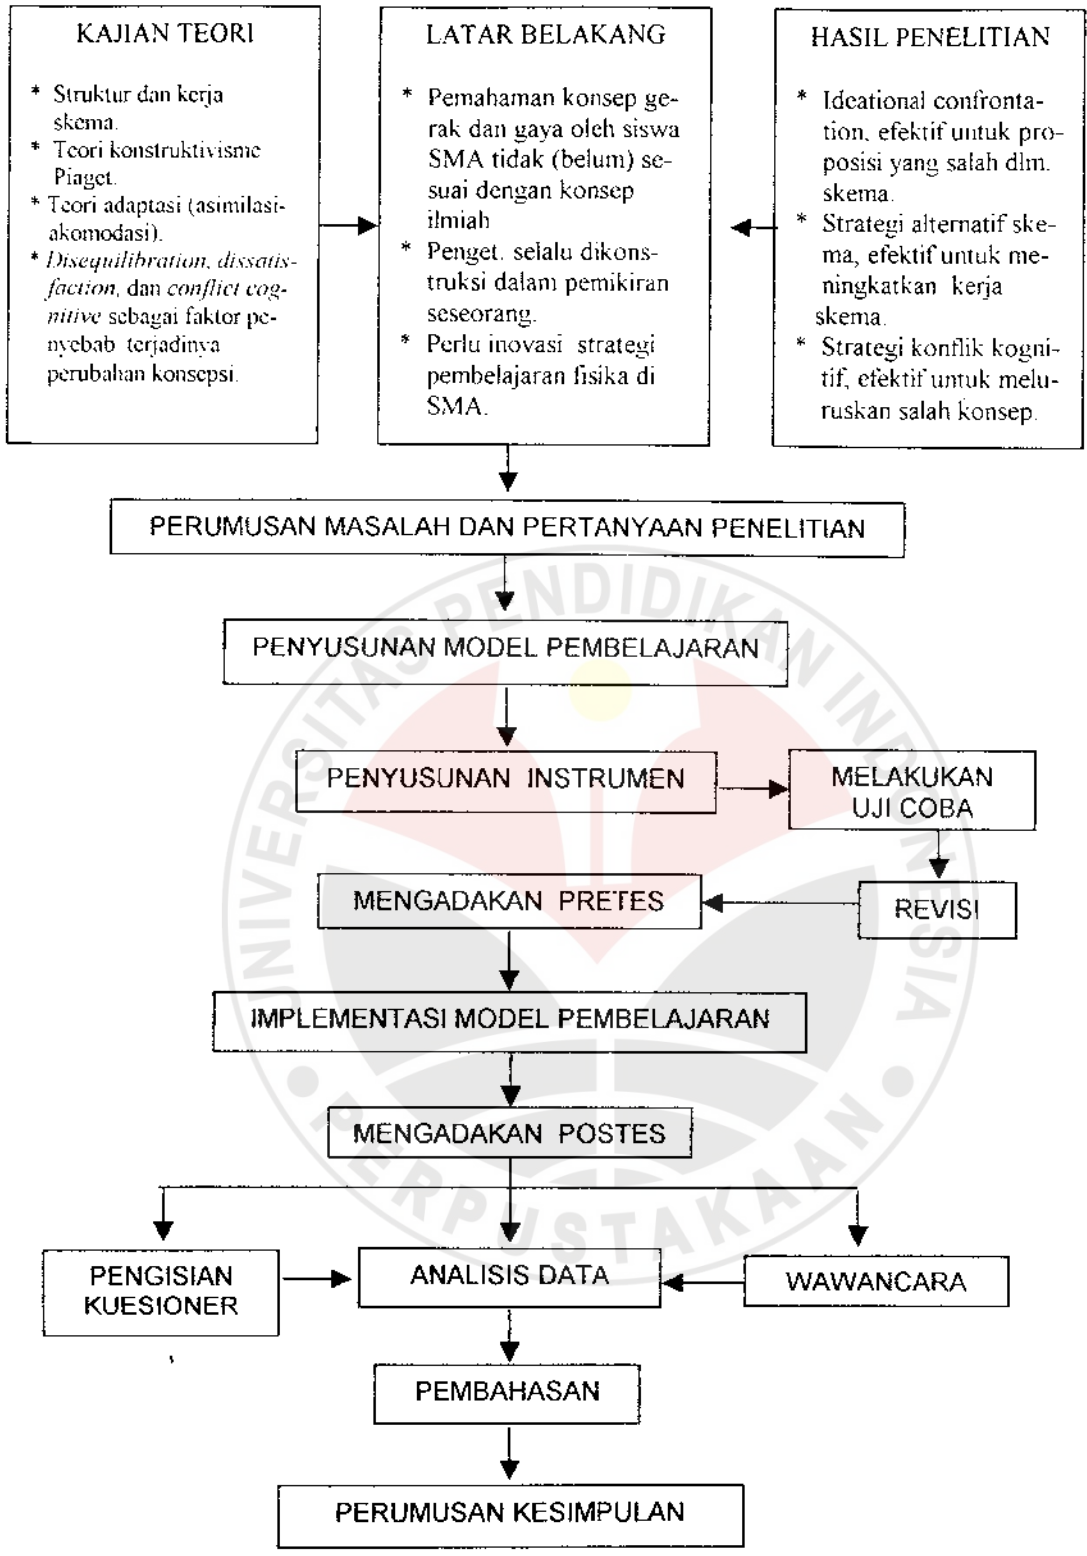 KAJIAN TEORI
* Struktur dan kerja
skema.
* Teori konstruktivisme
Piaget.
* Teori adaptasi (asimilasi-
akomodasi).
* Disequilibration, dissatis-
faction, dan conflict cog-
nitive sebagai faktor pe-
nyebab terjadinya
perubahan konsepsi.
LATAR BELAKANG
* Pemahaman konsep ge-
rak dan gaya oleh siswa
SMA tidak (belum) se-
suai dengan konsep
ilmiah
* Penget. selalu dikons-
truksi dalam pemikiran
seseorang.
* Perlu inovasi strategi
pembelajaran fisika di
SMA.
HASIL PENELITIAN
* Ideational confronta-
tion, efektif untuk pro-
posisi yang salah dlm.
skema.
* Strategi alternatif ske-
ma, efektif untuk me-
ningkatkan kerja
skema.
* Strategi konflik kogni-
tif, efektif untuk melu-
ruskan salah konsep.
PERUMUSAN MASALAH DAN PERTANYAAN PENELITIAN
PENYUSUNAN MODEL PEMBELAJARAN
PENYUSUNAN INSTRUMEN
MELAKUKAN
UJI COBA
MENGADAKAN PRETES
REVISI
IMPLEMENTASI MODEL PEMBELAJARAN
MENGADAKAN POSTES
PENGISIAN
KUESIONER
ANALISIS DATA
WAWANCARA
PEMBAHASAN
PERUMUSAN KESIMPULAN
UNIVERSITAS PENDIDIKAN INDONESIA
PERPUSTAKAAN